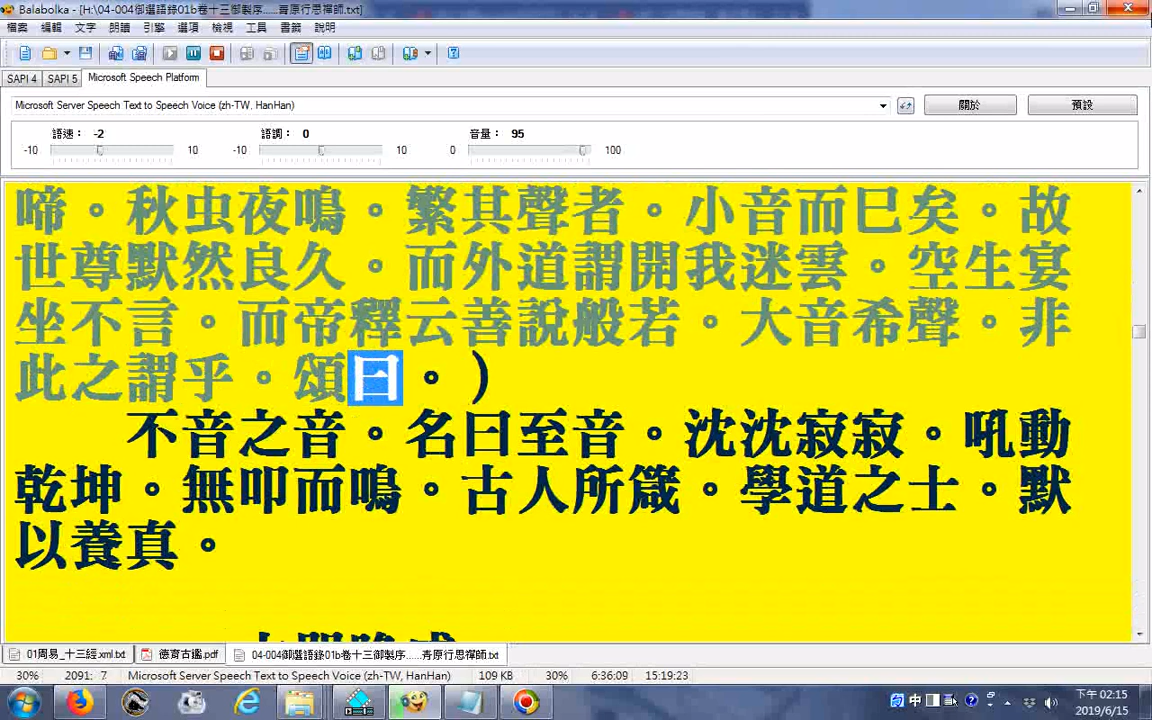 Balabolka - [H:\04-004御選語錄01b卷十三御製序......靑原行思禪師.txt]
檔案 編輯 文字 朗讀 引擎 選項 檢視 工具 書籤 說明
SAPI 4 SAPI 5 Microsoft Speech Platform
Microsoft Server Speech Text to Speech Voice (zh-TW, HanHan) 關於 預設
語速： -2 語調： 0 音量： 95
-10 10 -10 10 0 100
啼。秋虫夜鳴。繁其聲者。小音而巳矣。故
世尊默然良久。而外道謂開我迷雲。空生宴
坐不言。而帝釋云善說般若。大音希聲。非
此之謂乎。頌曰。)
不音之音。名曰至音。沈沈寂寂。吼動
乾坤。無叩而鳴。古人所箴。學道之士。默
以養真。
01周易_十三經.xml.txt 德育古鑑.pdf 04-004御選語錄01b卷十三御製序......靑原行思禪師.txt
30% 2091: 7 Microsoft Server Speech Text to Speech Voice (zh-TW, HanHan) 109 KB 30% 6:36:09 15:19:23
中 下午 02:15
2019/6/15